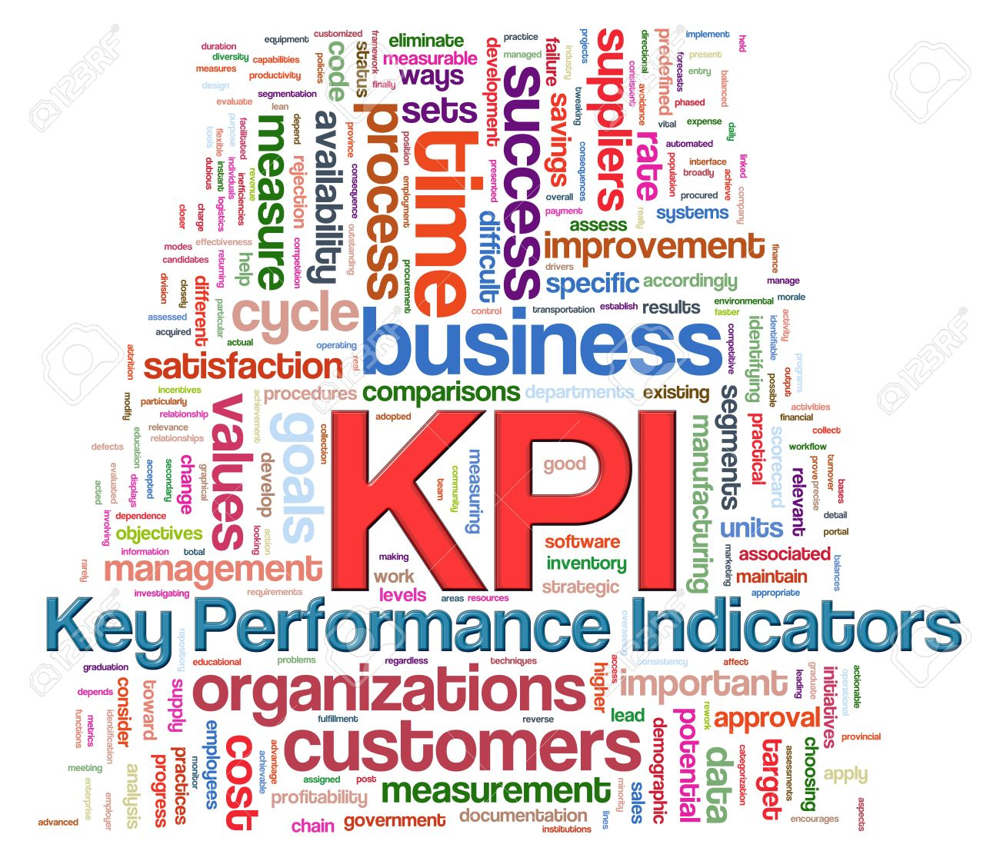 duration
equipment
customized
framework
eliminate
practice
projects
suppliers
directional
predefined
implement
held
diversity
capabilities
policies
code
status
finally
measurable
managed
development
failure
industry
consistent
forecasts
present
measures
productivity
ways
success
savings
tweaking
avoidance
entry
balanced
design
segmentation
evaluate
lean
process
sets
phased
vital
expense
daily
tools
purpose
facilitated
flexible
instant
individuals
inefficiencies
revenue
dubious
logistics
measure
depend
rejection
availability
province
consequence
position
employment
time
presented
consequences
rate
automated
population
interface
broadly
achieve
linked
company
procured
overall
payment
really
systems
closer
charge
effectiveness
modes
candidates
returning
help
competition
outstanding
procurement
difficult
assess
improvement
drivers
finance
manage
division
closely
different
particular
cycle
control
specific
accordingly
transportation
establish
results
environmental
faster
morale
assessed
acquired
actual
operating
business
competitive
identifying
identifiable
activity
attrition
satisfaction
real
programs
output
possible
incentives
procedures
comparisons
departments
existing
segments
activities
modify
particularly
relationship
values
achievement
goals
KPI
adopted
financial
relevance
relationships
collection
manufacturing
practical
scorecard
collect
defects
education
accepted
secondary
change
graphical
develop
measuring
good
workflow
turnover
prove
precise
relevant
bases
acted
evaluated
displays
team
community
dependence
detail
involving
objectives
looking
action
units
portal
information
total
making
software
marketing
associated
balances
rarely
management
work
inventory
maintain
investigating
requirements
levels
areas
resources
strategic
appropriate
Key Performance Indicators
overseeing
repository
graduation
educational
problems
regardless
techniques
access
consistency
affect
leading
graduate
initiatives
operational
actionable
depends
consider
toward
supply
organizations
higher
important
functions
metrics
identification
employees
fulfillment
reverse
lead
demographic
potential
rework
approval
provincial
cost
advantage
achievable
customers
data
categorization
target
assessments
choosing
meeting
analysis
progress
practices
monitor
assigned
post
apply
enterprise
employer
profitability
measurement
minority
sales
documentation
lines
advanced
chain
government
institutions
encourages
aspects
123RF